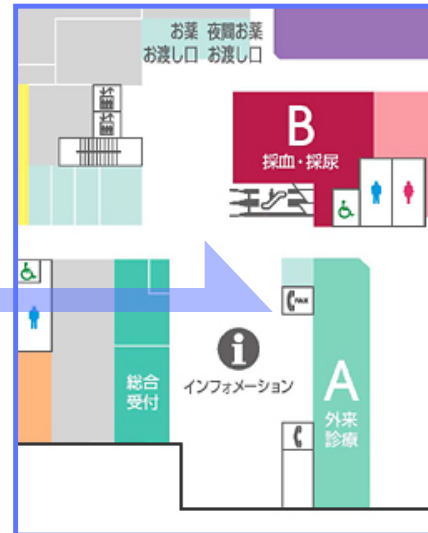 お薬 夜間お薬
お渡し口 お渡し口
B
採血・採尿
FAX
i
インフォメーション
総合
受付
A
外来
診療